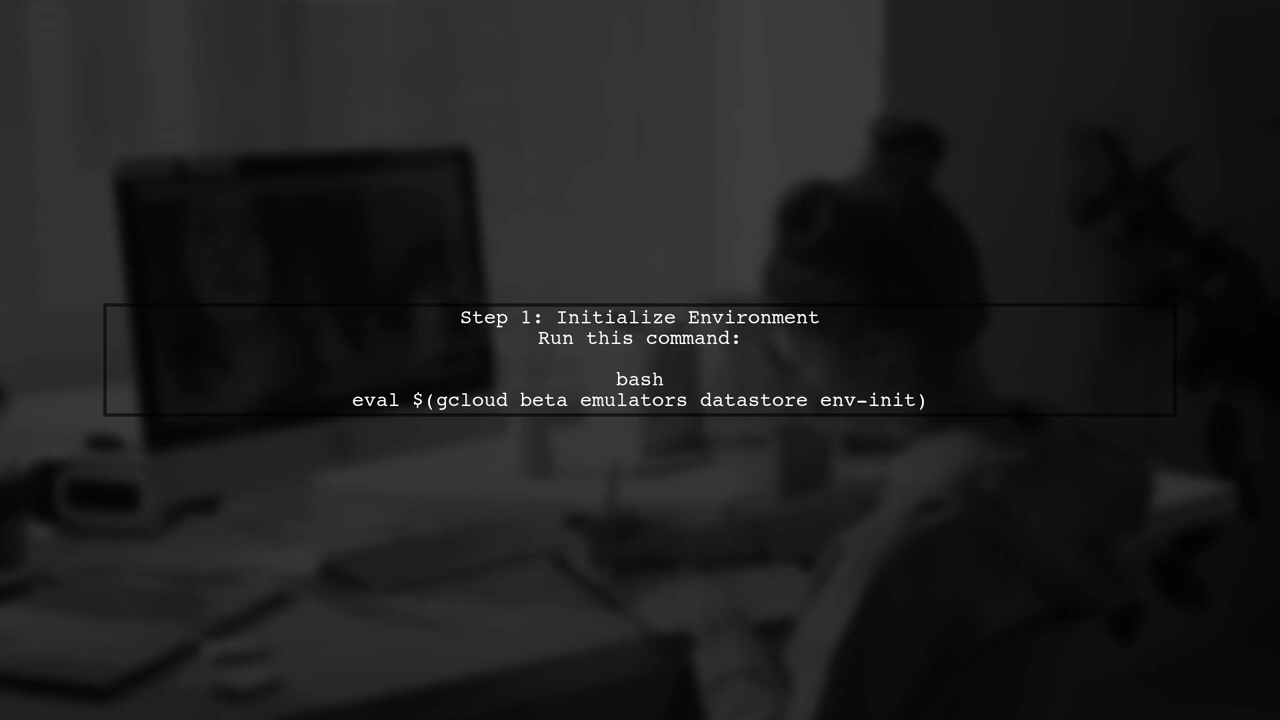 Step 1: Initialize Environment
Run this command:
bash
eval $(gcloud beta emulators datastore env-init)